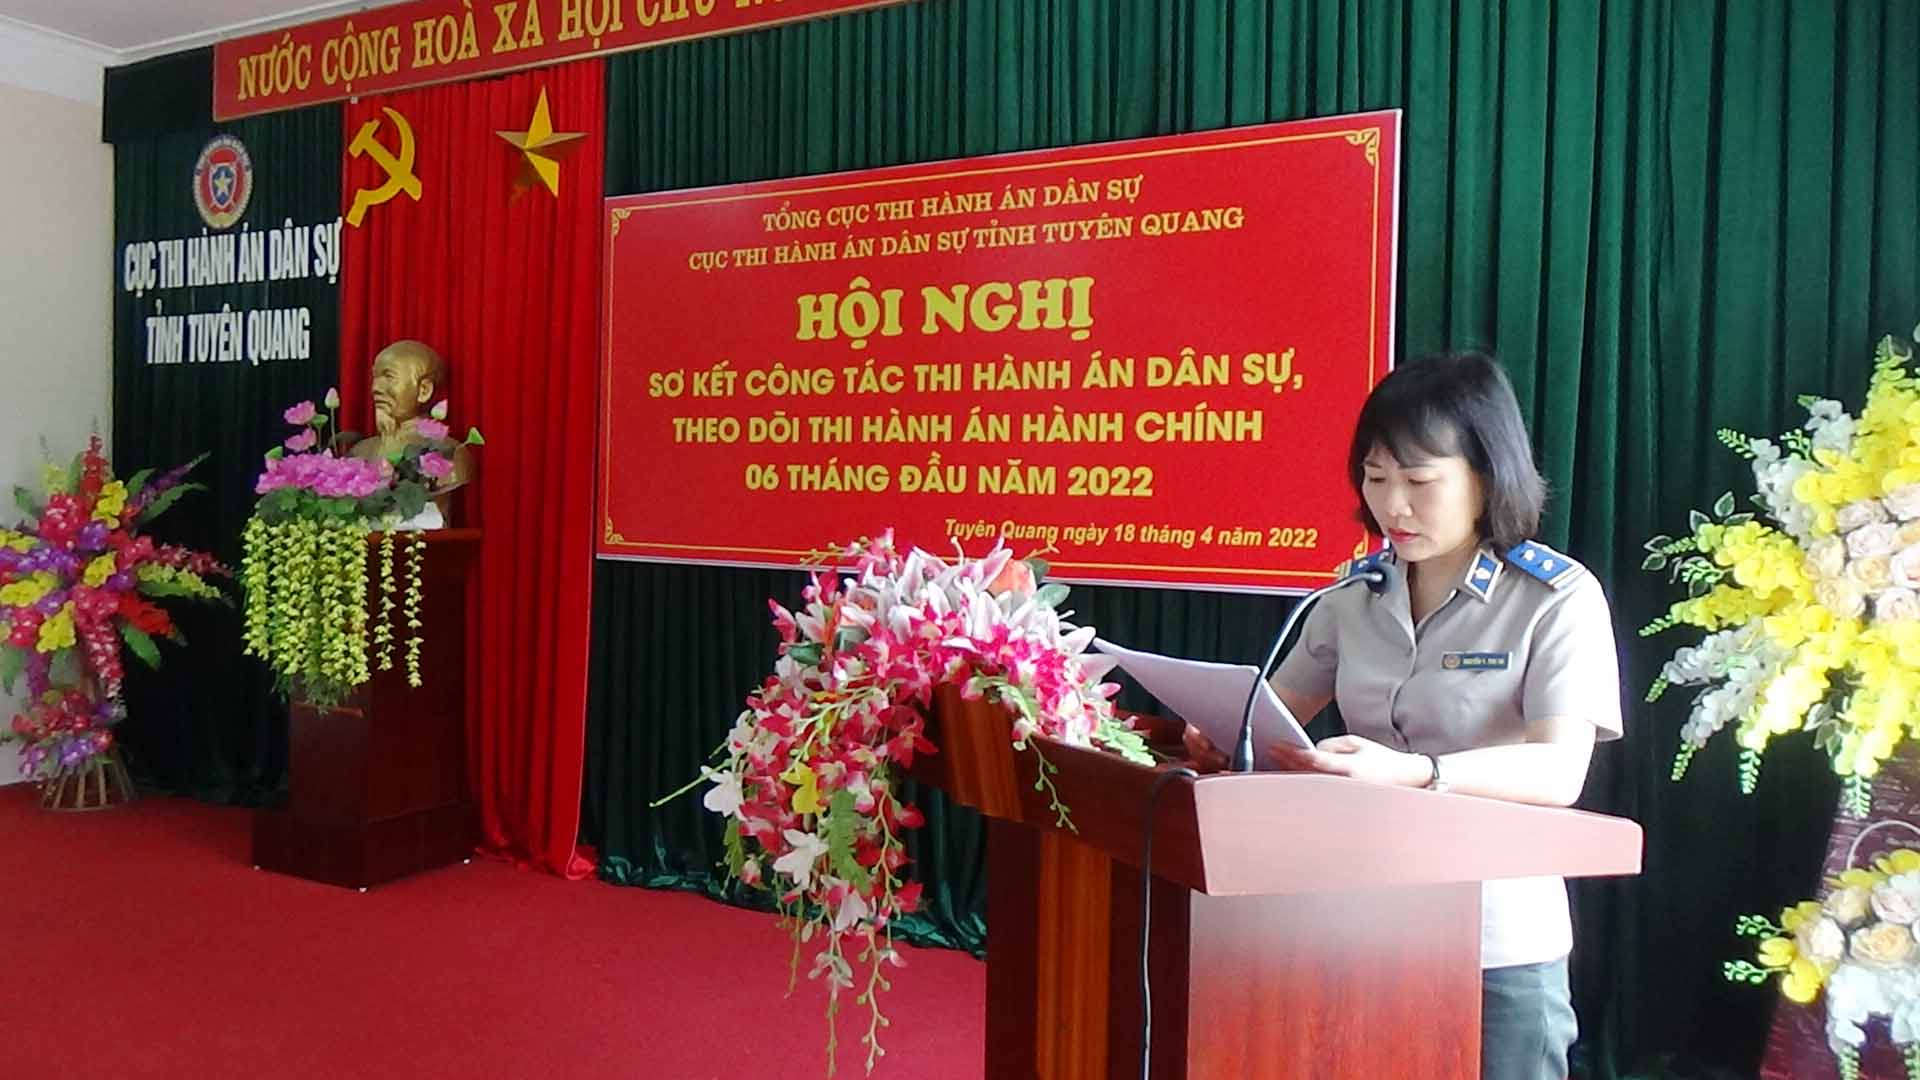 NƯỚC CỘNG HOÀ XÃ HỘI CHỦ
CỤC THI HÀNH ÁN DÂN SỰ
TỈNH TUYÊN QUANG
TỔNG CỤC THI HÀNH ÁN DÂN SỰ
CỤC THI HÀNH ÁN DÂN SỰ TỈNH TUYÊN QUANG
HỘI NGHỊ
SƠ KẾT CÔNG TÁC THI HÀNH ÁN DÂN SỰ,
THEO DÕI THI HÀNH ÁN HÀNH CHÍNH
06 THÁNG ĐẦU NĂM 2022
Tuyên Quang ngày 18 tháng 4 năm 2022
NGUYỄN T.